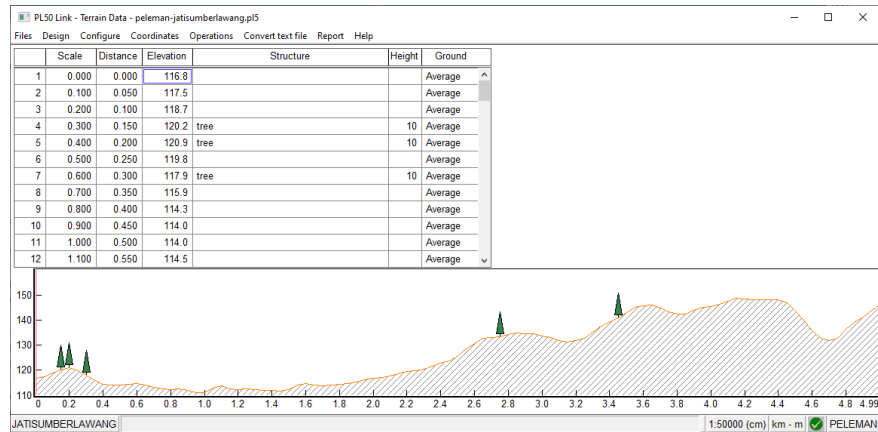 PL50 Link - Terrain Data - peleman-jatisumberlawang.pl5
Files Design Configure Coordinates Operations Convert text file Report Help
Scale Distance Elevation Structure Height Ground
1 0.000 0.000 116.8 Average
2 0.100 0.050 117.5 Average
3 0.200 0.100 118.7 Average
4 0.300 0.150 120.2 tree 10 Average
5 0.400 0.200 120.9 tree 10 Average
6 0.500 0.250 119.8 Average
7 0.600 0.300 117.9 tree 10 Average
8 0.700 0.350 115.9 Average
9 0.800 0.400 114.3 Average
10 0.900 0.450 114.0 Average
11 1.000 0.500 114.0 Average
12 1.100 0.550 114.5 Average
150
140
130
120
110
0 0.2 0.4 0.6 0.8 1.0 1.2 1.4 1.6 1.8 2.0 2.2 2.4 2.6 2.8 3.0 3.2 3.4 3.6 3.8 4.0 4.2 4.4 4.6 4.8 4.99
JATISUMBERLAWANG 1:50000 (cm) km - m PELEMAN